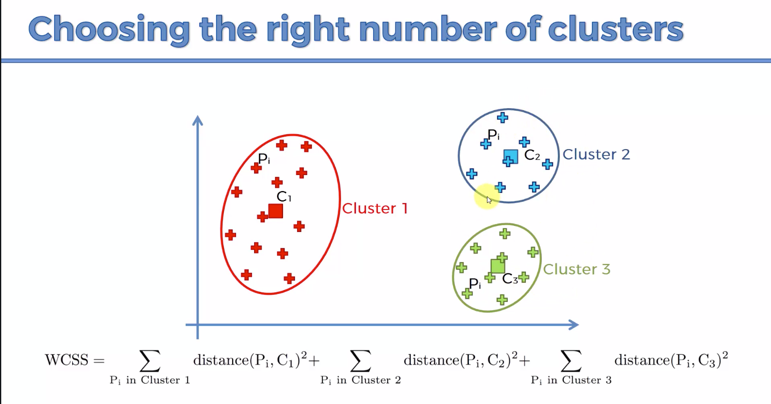 Choosing the right number of clusters
Pi
C1
Cluster 1
Pi
C2
Cluster 2
Pi
C3
Cluster 3
WCSS = ∑ distance(Pi, C1)² + ∑ distance(Pi, C2)² + ∑ distance(Pi, C3)²
Pi in Cluster 1 Pi in Cluster 2 Pi in Cluster 3